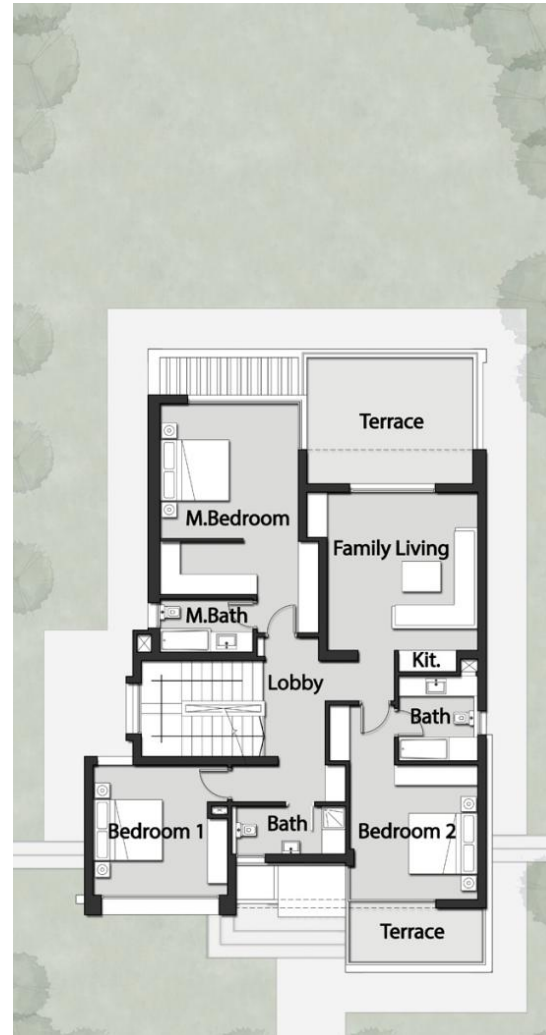 Terrace
M.Bedroom
Family Living
M.Bath
Kit.
Lobby
Bath
Bedroom 1
Bath
Bedroom 2
Terrace